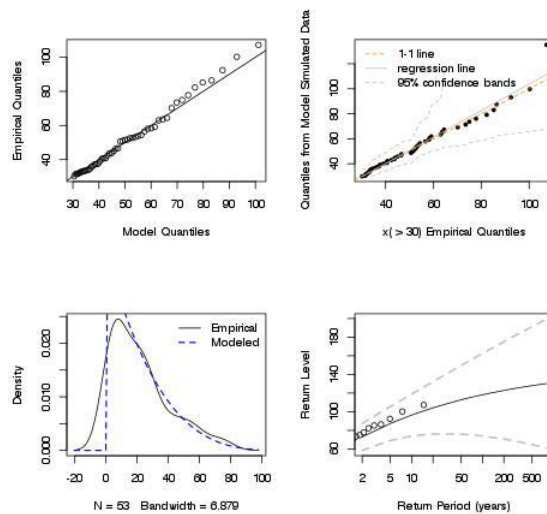 Empirical Quantiles
100
80
60
40
30 40 50 60 70 80 90 101
Model Quantiles
Quantiles from Model Simulated Data
100
80
60
40
1-1 line
regression line
95% confidence bands
40 60 80 100
x( > 30) Empirical Quantiles
Density
0.020
0.010
0.000
Empirical
Modeled
-20 0 20 40 60 80 100
N = 53 Bandwidth = 6.879
Return Level
180
140
100
60
2 5 10 50 200 500
Return Period (years)